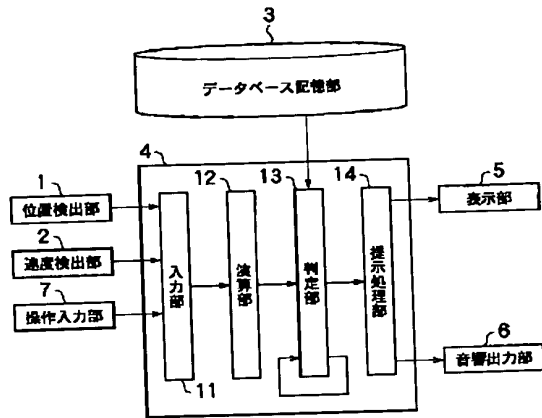 3
データベース記憶部
4
12
13
14
1
位置検出部
2
速度検出部
7
操作入力部
入力部
11
演算部
判定部
提示処理部
5
表示部
6
音響出力部